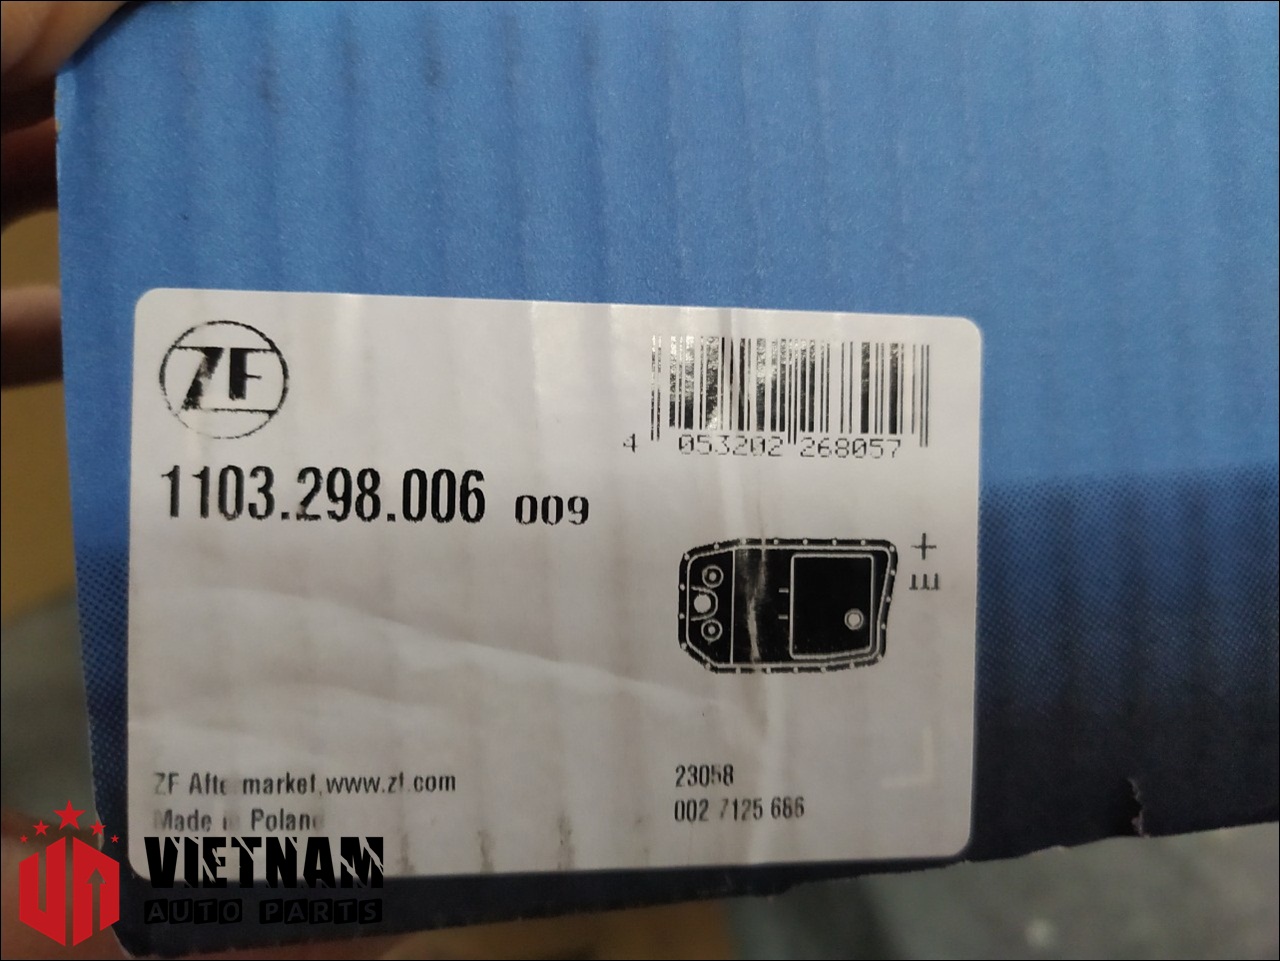 ZF
4 053202 268057
1103.298.006 009
ZF Aftermarket,www.zf.com
Made in Poland
23058
002 7125 686
VIETNAM
AUTO PARTS